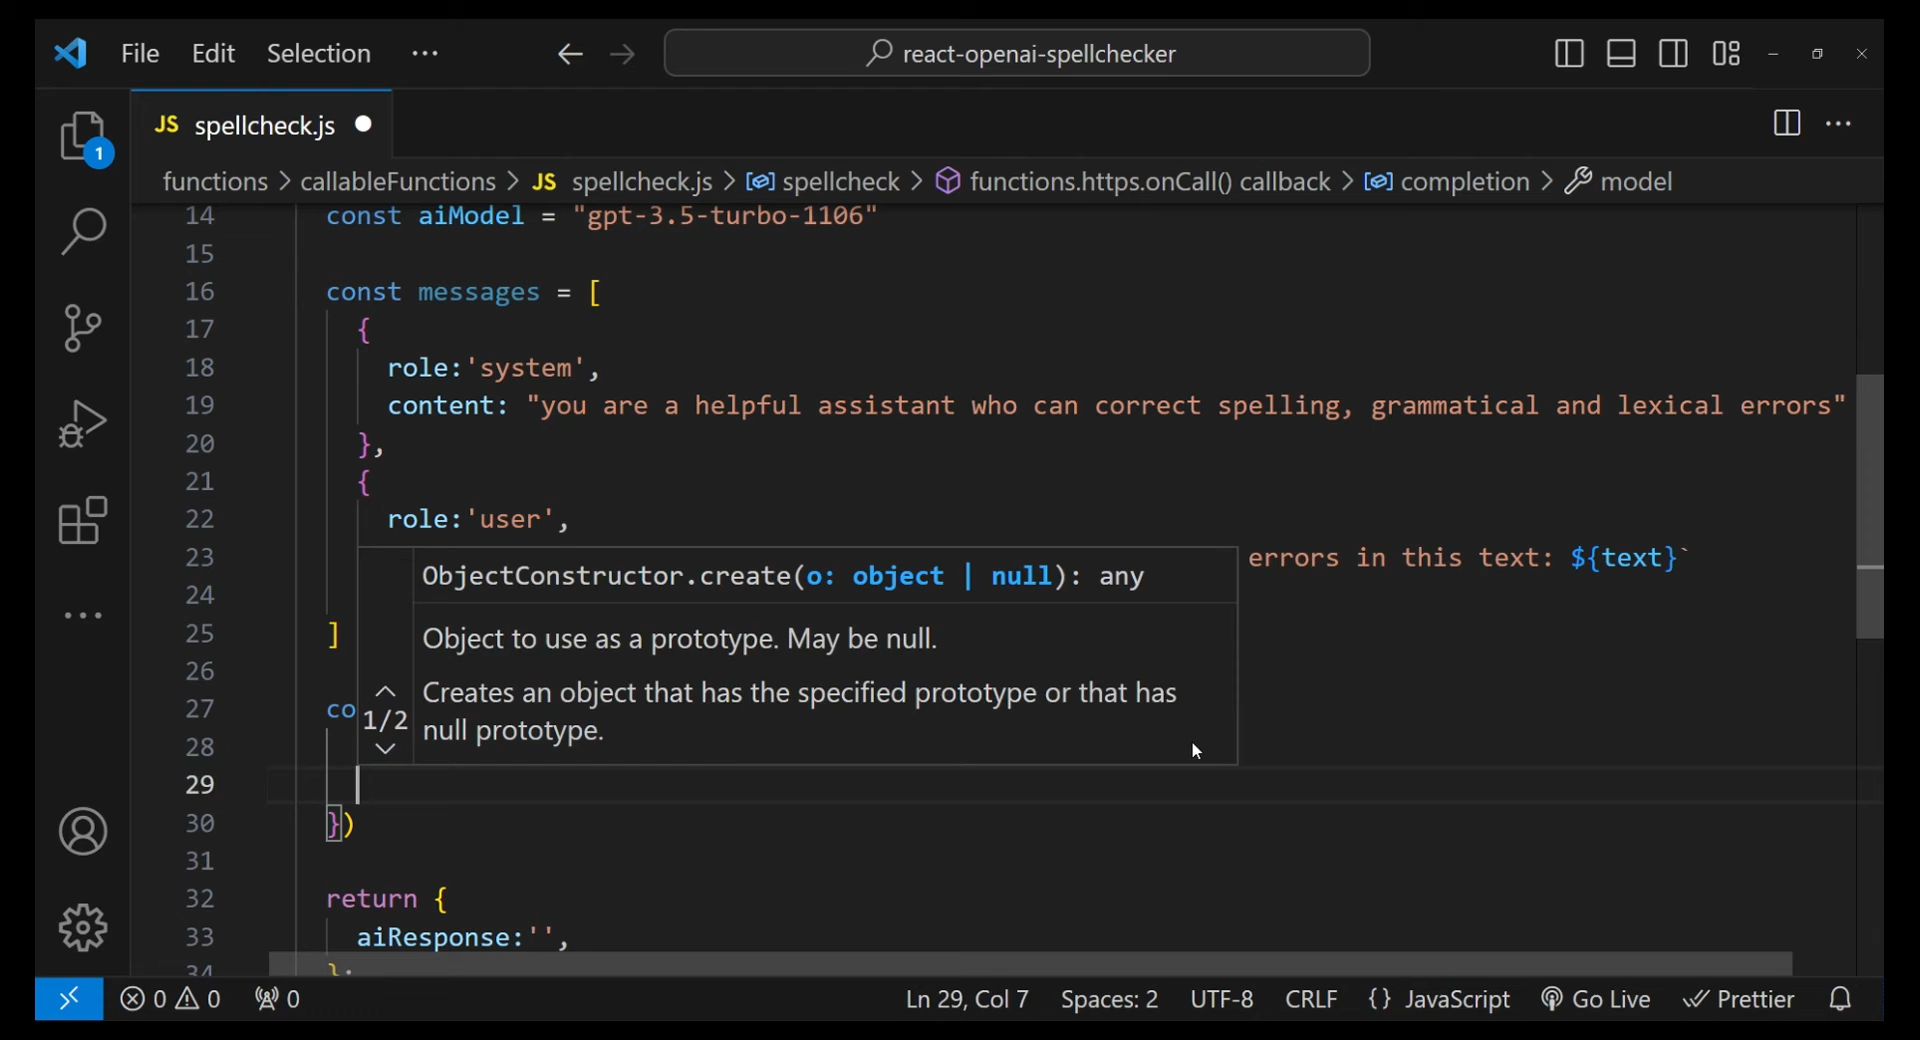 File Edit Selection ··· react-openai-spellchecker
1
JS spellcheck.js
functions > callableFunctions > JS spellcheck.js > spellcheck > functions.https.onCall() callback > completion > model
14 const aiModel = "gpt-3.5-turbo-1106"
15
16 const messages = [
17 {
18 role:'system',
19 content: "you are a helpful assistant who can correct spelling, grammatical and lexical errors"
20 },
21 {
22 role:'user',
23 errors in this text: ${text}`
24
25 ]
26
27 co
28
29
30 })
31
32 return {
33 aiResponse:'',
34 };
ObjectConstructor.create(o: object | null): any
Object to use as a prototype. May be null.
Creates an object that has the specified prototype or that has
1/2
null prototype.
0 0 0 Ln 29, Col 7 Spaces: 2 UTF-8 CRLF {} JavaScript Go Live Prettier